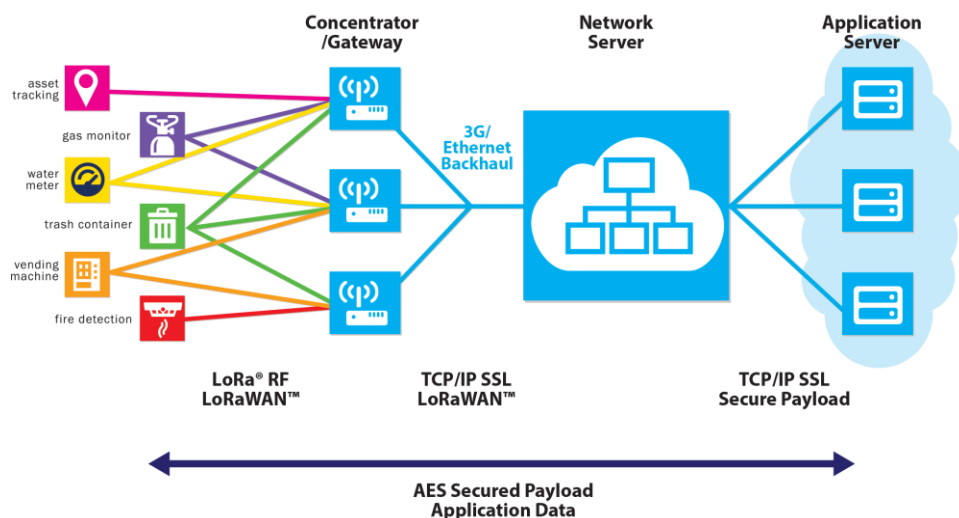 Concentrator
/Gateway
Network
Server
Application
Server
asset
tracking
gas monitor
water
meter
trash container
vending
machine
fire detection
3G/
Ethernet
Backhaul
LoRa® RF
LoRaWAN™
TCP/IP SSL
LoRaWAN™
TCP/IP SSL
Secure Payload
AES Secured Payload
Application Data